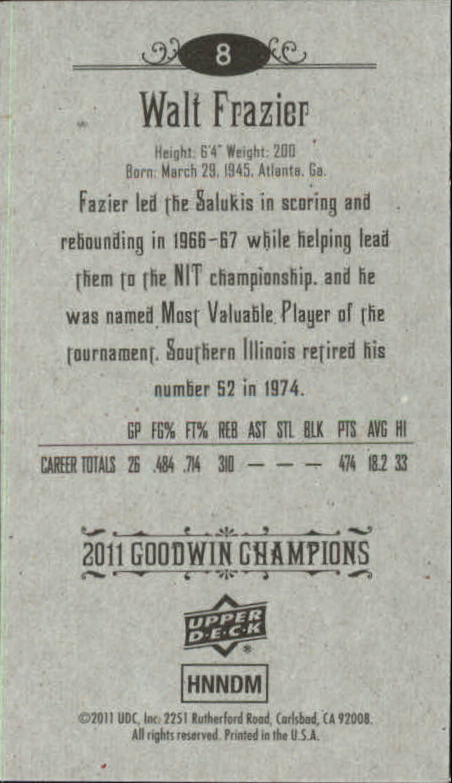 8
Walt Frazier
Height: 6'4" Weight: 200
Born: March 29, 1945, Atlanta, Ga.
Fazier led the Salukis in scoring and
rebounding in 1966-67 while helping lead
them to the NIT championship, and he
was named Most Valuable Player of the
tournament. Southern Illinois retired his
number 52 in 1974.
GP FG% FT% REB AST STL BLK PTS AVG HI
CAREER TOTALS 26 .484 .714 310 — — — 474 18.2 33
2011 GOODWIN CHAMPIONS
UPPER
D·E·C·K
®
HNNDM
©2011 UDC, Inc. 2251 Rutherford Road, Carlsbad, CA 92008.
All rights reserved. Printed in the U.S.A.